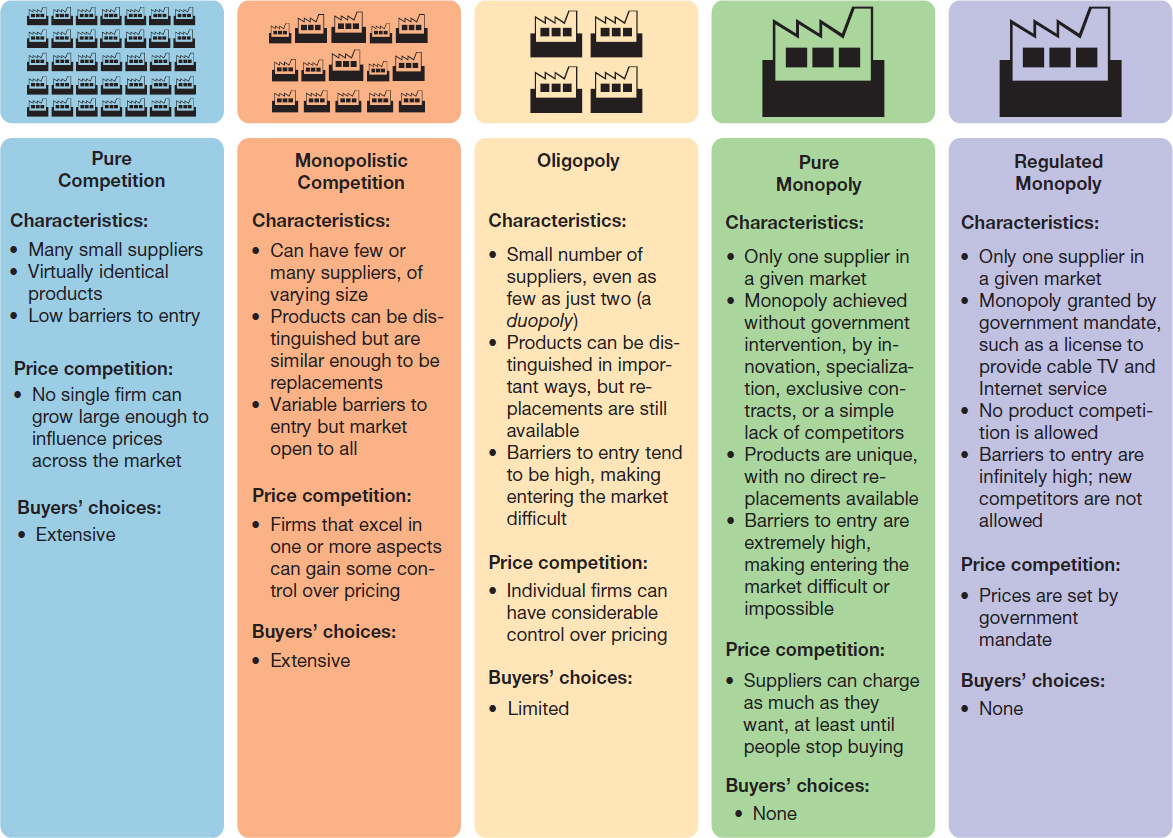 Pure
Competition
Characteristics:
• Many small suppliers
• Virtually identical
products
• Low barriers to entry
Price competition:
• No single firm can
grow large enough to
influence prices
across the market
Buyers’ choices:
• Extensive
Monopolistic
Competition
Characteristics:
• Can have few or
many suppliers, of
varying size
• Products can be dis-
tinguished but are
similar enough to be
replacements
• Variable barriers to
entry but market
open to all
Price competition:
• Firms that excel in
one or more aspects
can gain some con-
trol over pricing
Buyers’ choices:
• Extensive
Oligopoly
Characteristics:
• Small number of
suppliers, even as
few as just two (a
duopoly)
• Products can be dis-
tinguished in impor-
tant ways, but re-
placements are still
available
• Barriers to entry tend
to be high, making
entering the market
difficult
Price competition:
• Individual firms can
have considerable
control over pricing
Buyers’ choices:
• Limited
Pure
Monopoly
Characteristics:
• Only one supplier in
a given market
• Monopoly achieved
without government
intervention, by in-
novation, specializa-
tion, exclusive con-
tracts, or a simple
lack of competitors
• Products are unique,
with no direct re-
placements available
• Barriers to entry are
extremely high,
making entering the
market difficult or
impossible
Price competition:
• Suppliers can charge
as much as they
want, at least until
people stop buying
Buyers’ choices:
• None
Regulated
Monopoly
Characteristics:
• Only one supplier in
a given market
• Monopoly granted by
government mandate,
such as a license to
provide cable TV and
Internet service
• No product competi-
tion is allowed
• Barriers to entry are
infinitely high; new
competitors are not
allowed
Price competition:
• Prices are set by
government
mandate
Buyers’ choices:
• None